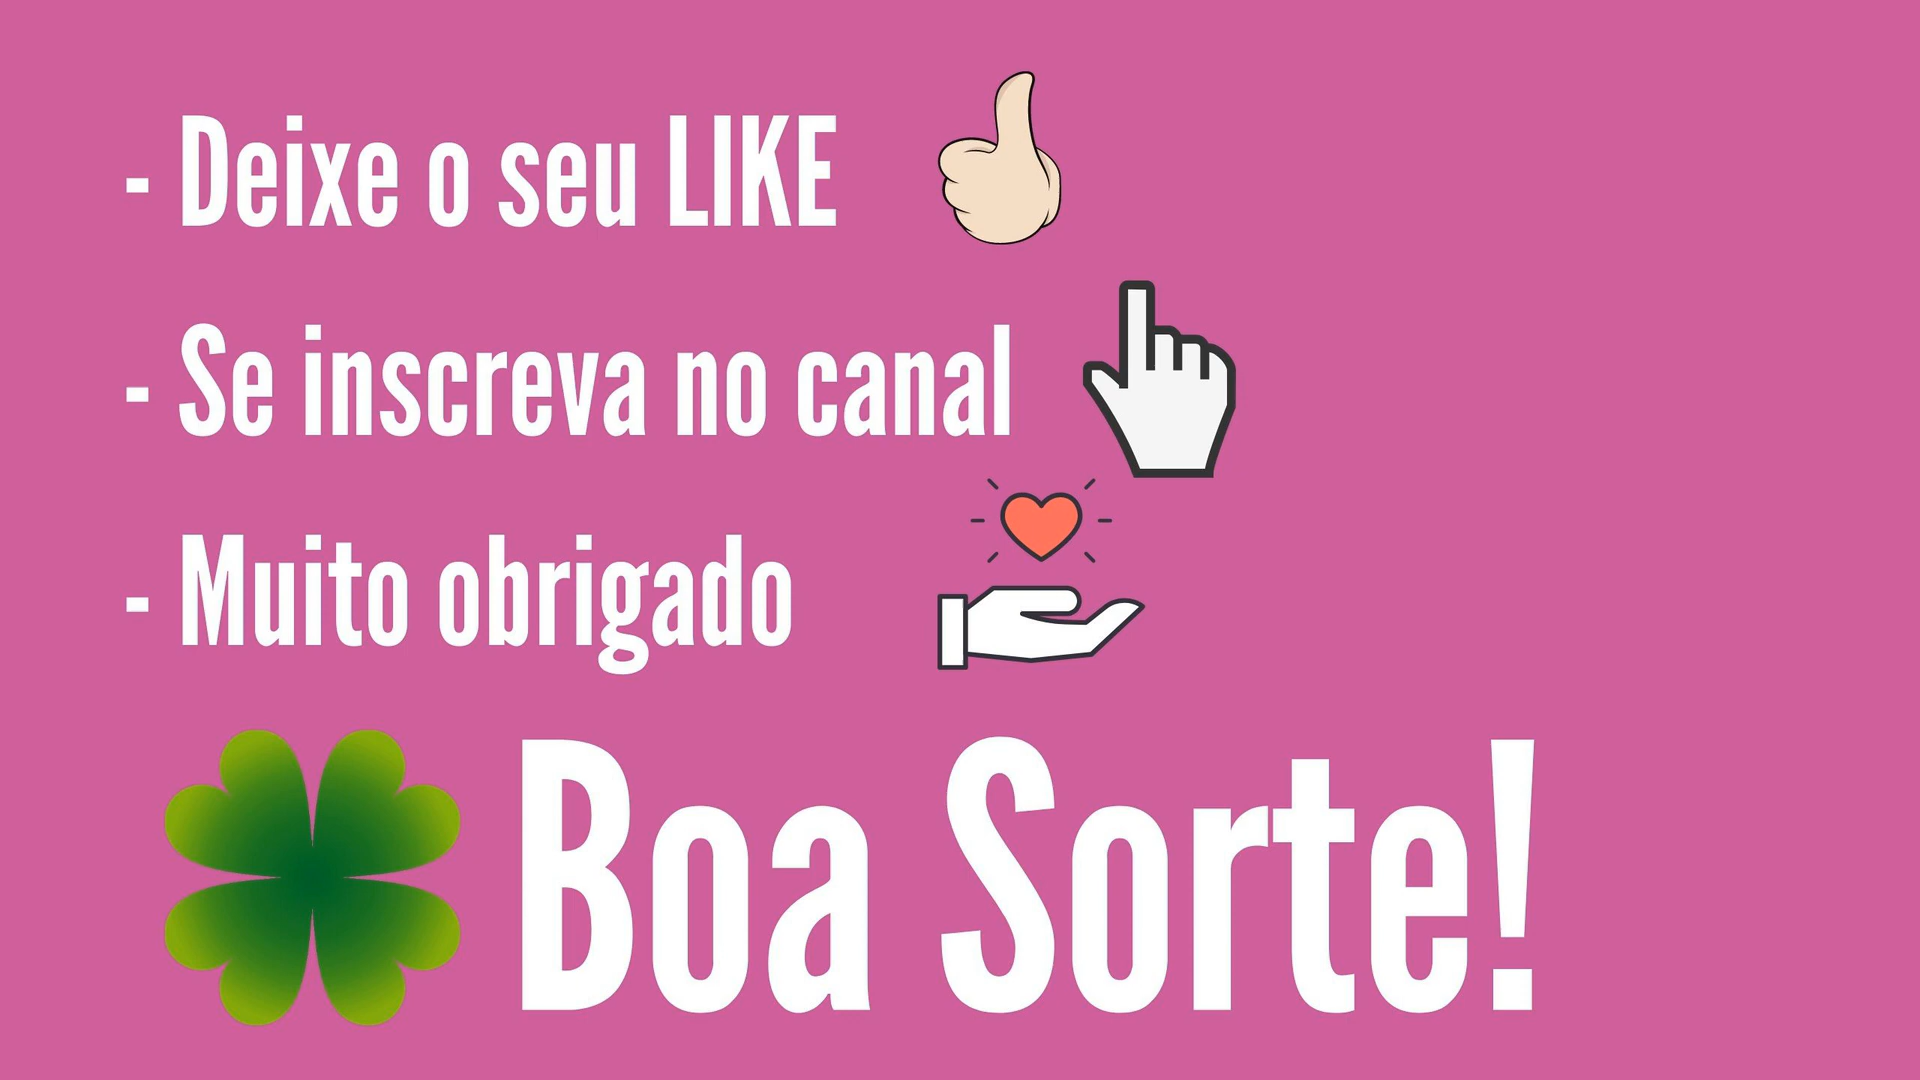 - Deixe o seu LIKE
- Se inscreva no canal
- Muito obrigado
Boa Sorte!